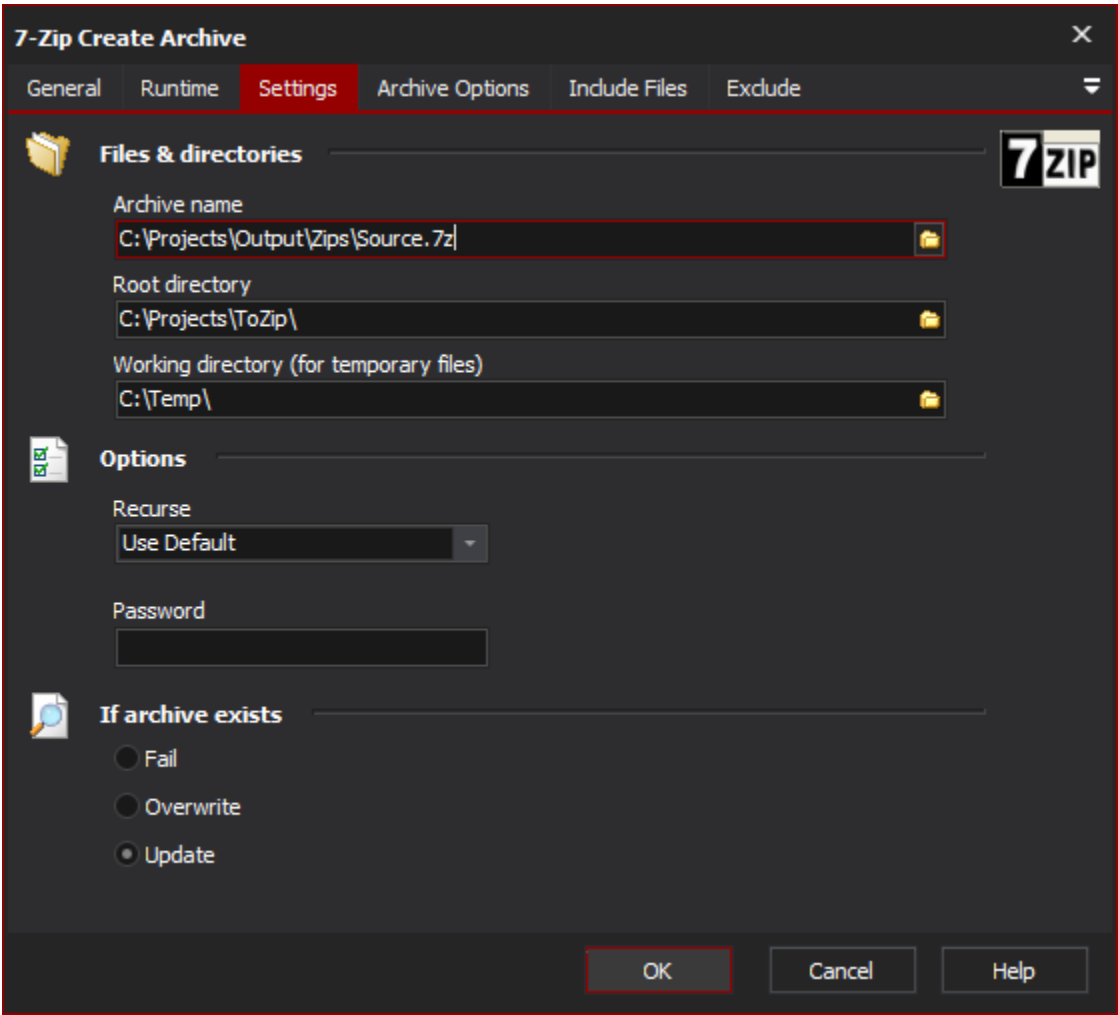 7-Zip Create Archive
General Runtime Settings Archive Options Include Files Exclude
Files & directories
7 ZIP
Archive name
C:\Projects\Output\Zips\Source.7z
Root directory
C:\Projects\ToZip\
Working directory (for temporary files)
C:\Temp\
Options
Recurse
Use Default
Password
If archive exists
Fail
Overwrite
Update
OK Cancel Help